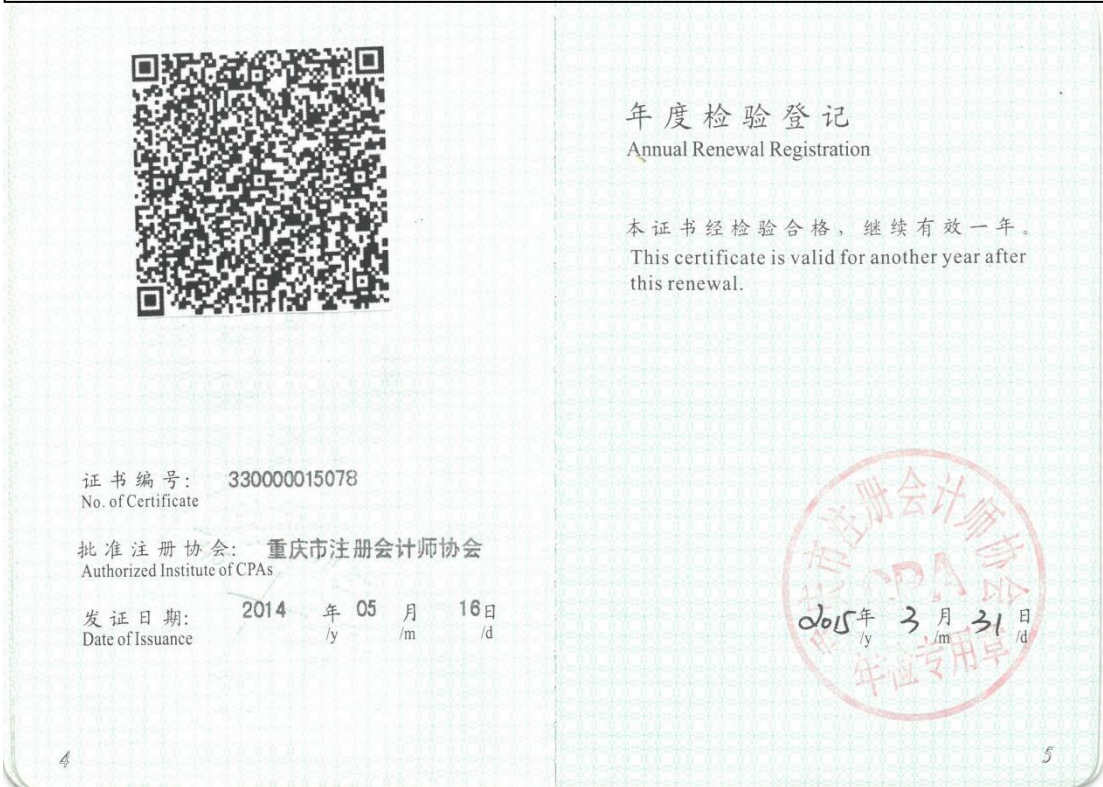 证书编号: 330000015078
No. of Certificate
批准注册协会: 重庆市注册会计师协会
Authorized Institute of CPAs
发证日期: 2014 年 05 月 16日
Date of Issuance /y /m /d
4
年度检验登记
Annual Renewal Registration
本证书经检验合格，继续有效一年。
This certificate is valid for another year after
this renewal.
重庆市注册会计师协会
CPA
2015年 3 月 31 日
/y /m /d
年检专用章
5